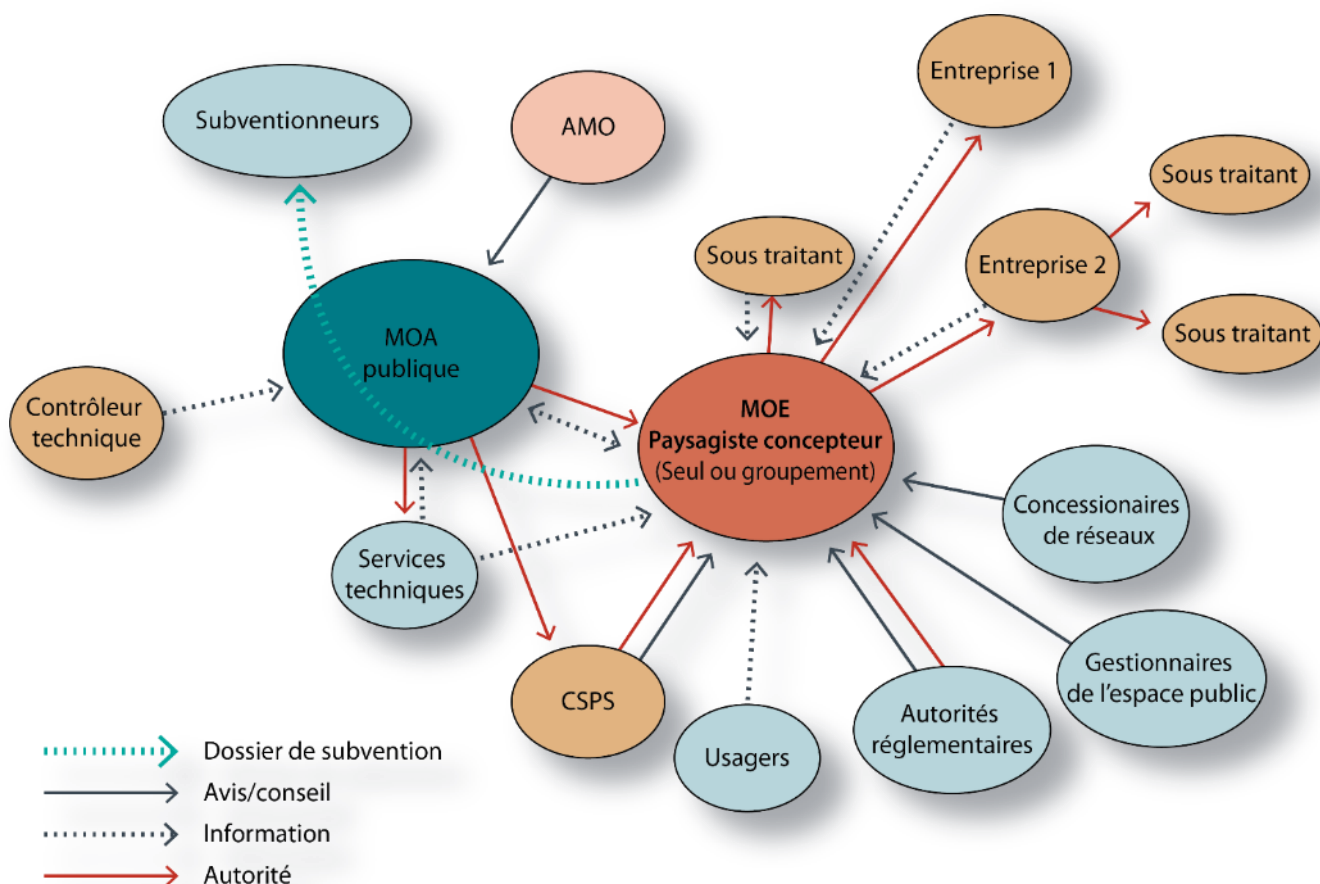 Entreprise 1
Subventionneurs
AMO
Sous traitant
Sous traitant
Entreprise 2
Sous traitant
MOA
publique
Contrôleur
technique
MOE
Paysagiste concepteur
(Seul ou groupement)
Concessionaires
de réseaux
Services
techniques
Gestionnaires
de l'espace public
CSPS
Usagers
Autorités
réglementaires
Dossier de subvention
Avis/conseil
Information
Autorité